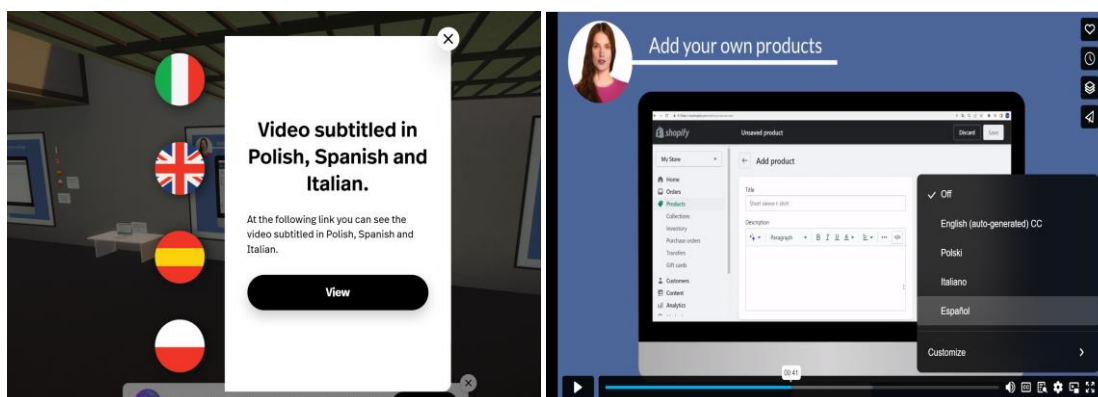 Video subtitled in
Polish, Spanish and
Italian.
At the following link you can see the
video subtitled in Polish, Spanish and
Italian.
View
Add your own products
shopify
Unsaved product
Discard
Save
My Store
Add product
Home
Orders
Products
Collections
Inventory
Purchase orders
Transfers
Gift cards
Customers
Content
Analytics
Title
Short sleeve t-shirt
Description
Paragraph
B I U A
Off
English (auto-generated) CC
Polski
Italiano
Español
Customize
00:41